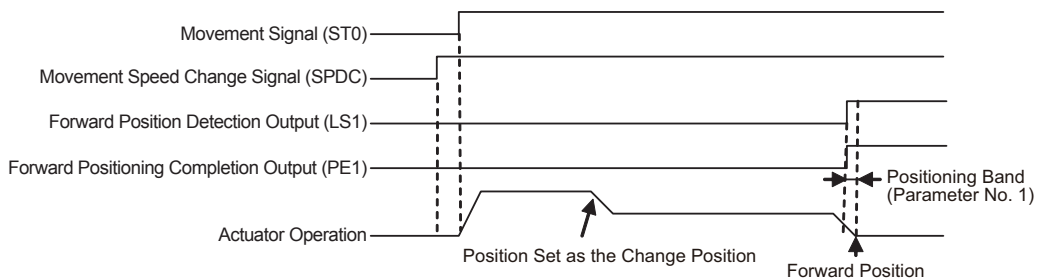 Movement Signal (ST0)
Movement Speed Change Signal (SPDC)
Forward Position Detection Output (LS1)
Forward Positioning Completion Output (PE1)
Positioning Band
(Parameter No. 1)
Actuator Operation
Position Set as the Change Position
Forward Position